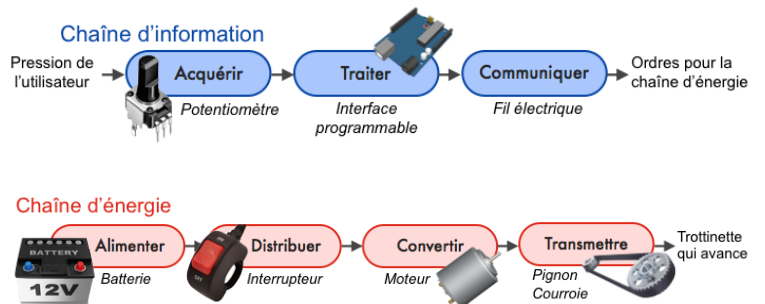 Chaîne d'information
Pression de
l'utilisateur
Acquérir
Traiter
Communiquer
Ordres pour la
chaîne d'énergie
Potentiomètre
Interface
programmable
Fil électrique
Chaîne d'énergie
Alimenter
Distribuer
Convertir
Transmettre
Trottinette
qui avance
BATTERY
12V
Batterie
Interrupteur
Moteur
Pignon
Courroie